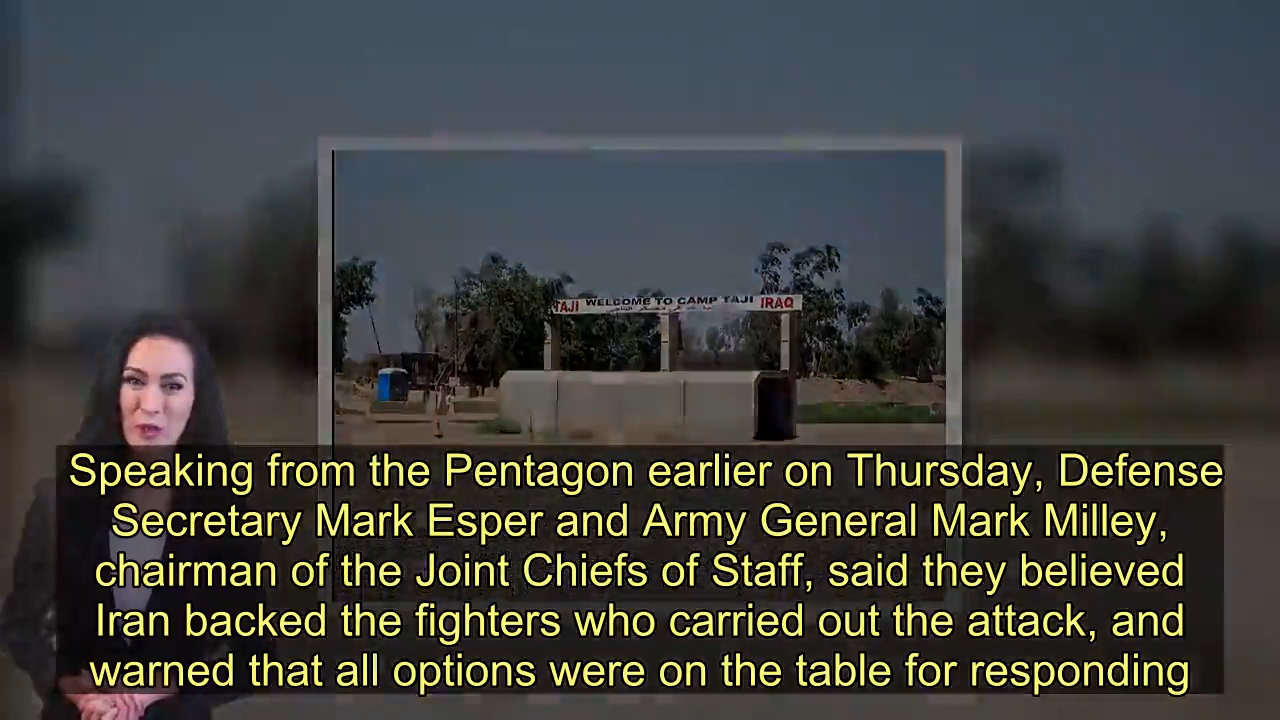 TAJI WELCOME TO CAMP TAJI IRAQ
Speaking from the Pentagon earlier on Thursday, Defense
Secretary Mark Esper and Army General Mark Milley,
chairman of the Joint Chiefs of Staff, said they believed
Iran backed the fighters who carried out the attack, and
warned that all options were on the table for responding